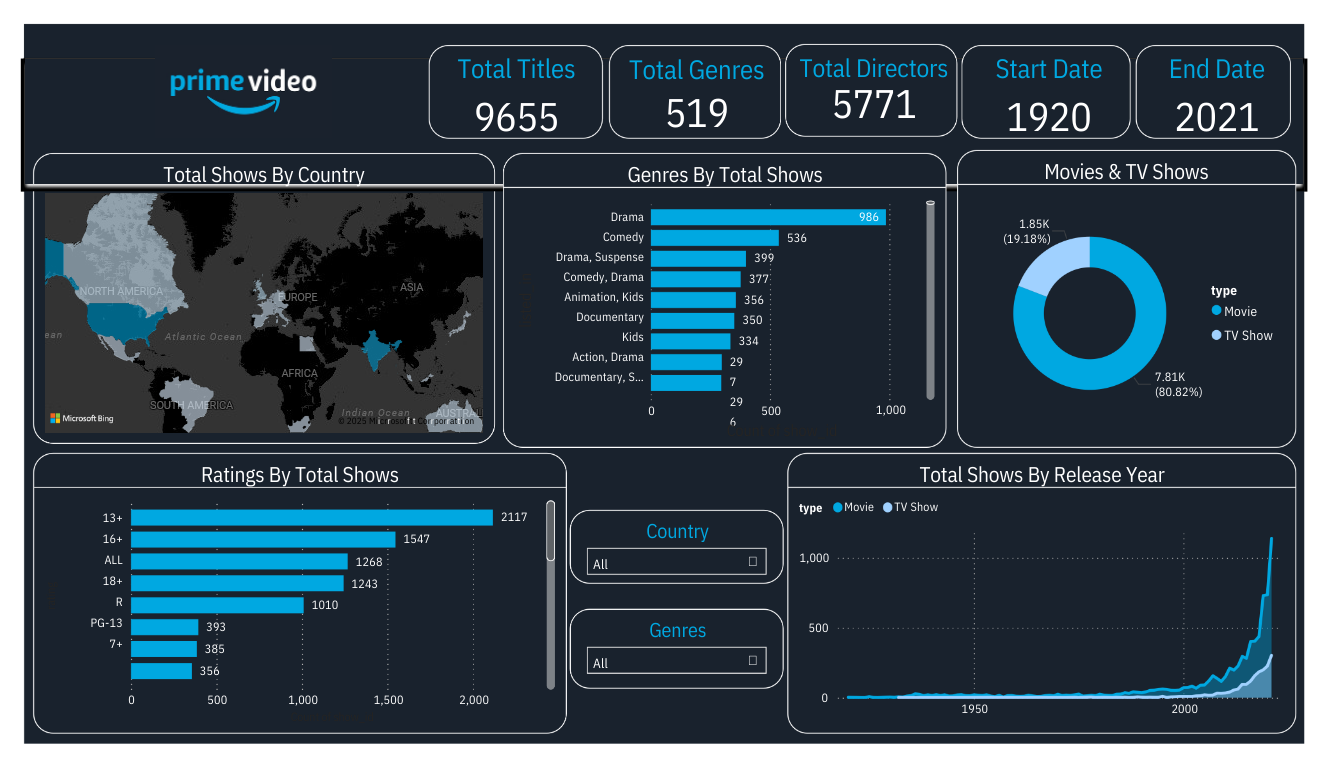 prime video
Total Titles
9655
Total Genres
519
Total Directors
5771
Start Date
1920
End Date
2021
Total Shows By Country
NORTH AMERICA
EUROPE
ASIA
ean
Atlantic Ocean
AFRICA
SOUTH AMERICA
Indian Ocean
AUSTRAL
Microsoft Bing
© 2025 Microsoft Corporation
Genres By Total Shows
Drama 986
Comedy 536
Drama, Suspense 399
Comedy, Drama 377
Animation, Kids 356
Documentary 350
Kids 334
Action, Drama 29
Documentary, S... 7
29
6
0 500 1,000
Movies & TV Shows
1.85K
(19.18%)
type
Movie
TV Show
7.81K
(80.82%)
Ratings By Total Shows
13+ 2117
16+ 1547
ALL 1268
18+ 1243
R 1010
PG-13 393
7+ 385
356
0 500 1,000 1,500 2,000
Country
All
Genres
All
Total Shows By Release Year
type Movie TV Show
1,000
500
0
1950 2000